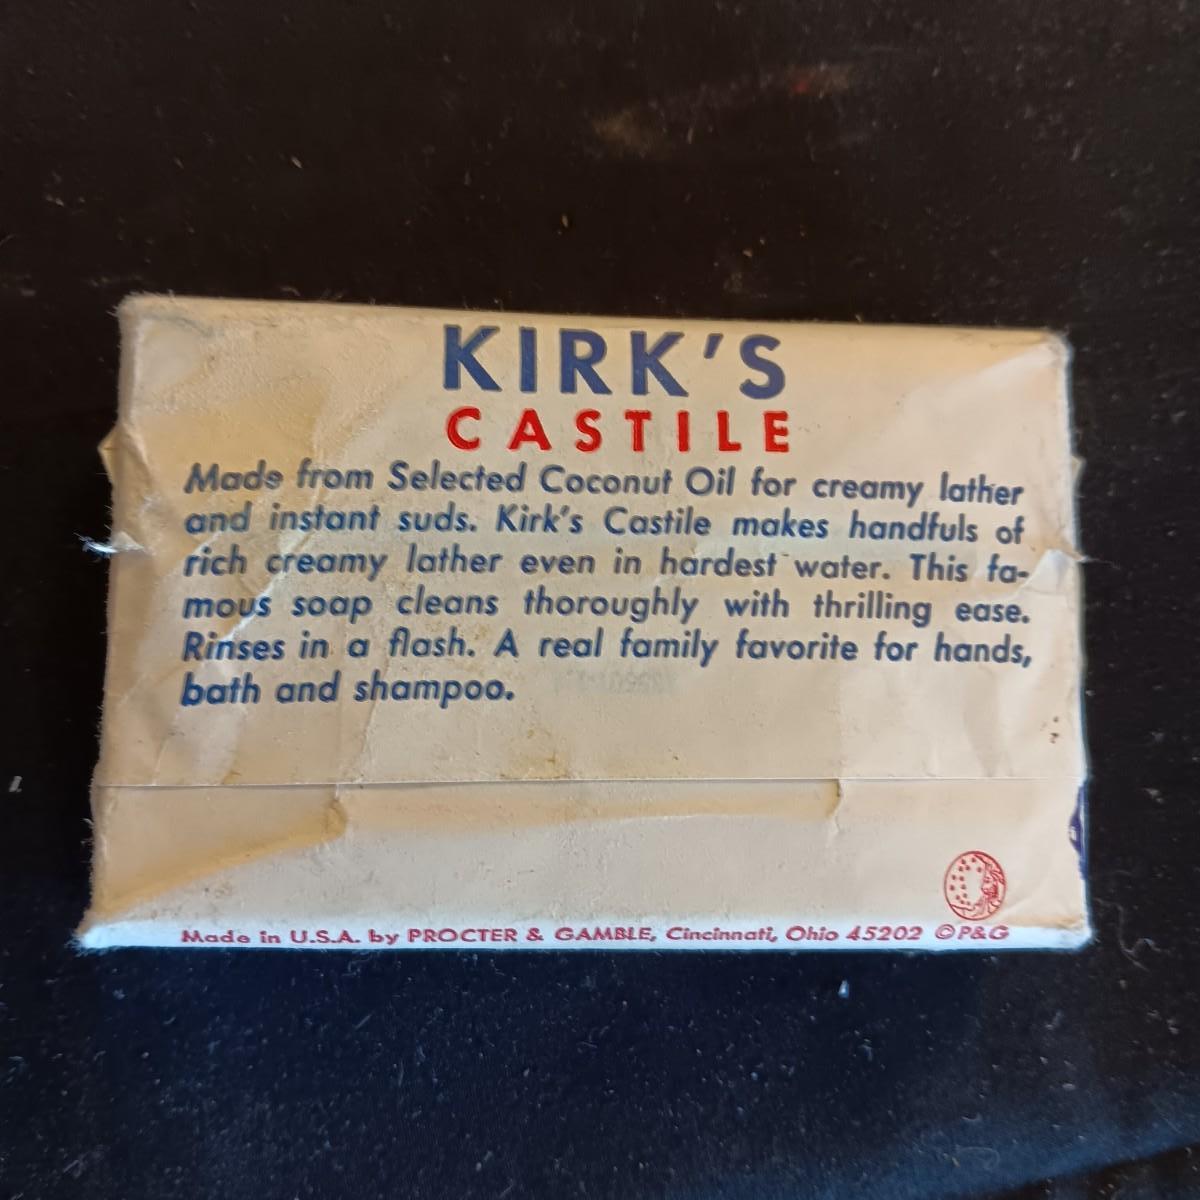 KIRK'S
CASTILE
Made from Selected Coconut Oil for creamy lather
and instant suds. Kirk's Castile makes handfuls of
rich creamy lather even in hardest water. This fa-
mous soap cleans thoroughly with thrilling ease.
Rinses in a flash. A real family favorite for hands,
bath and shampoo.
Made in U.S.A. by PROCTER & GAMBLE, Cincinnati, Ohio 45202 ©P&G